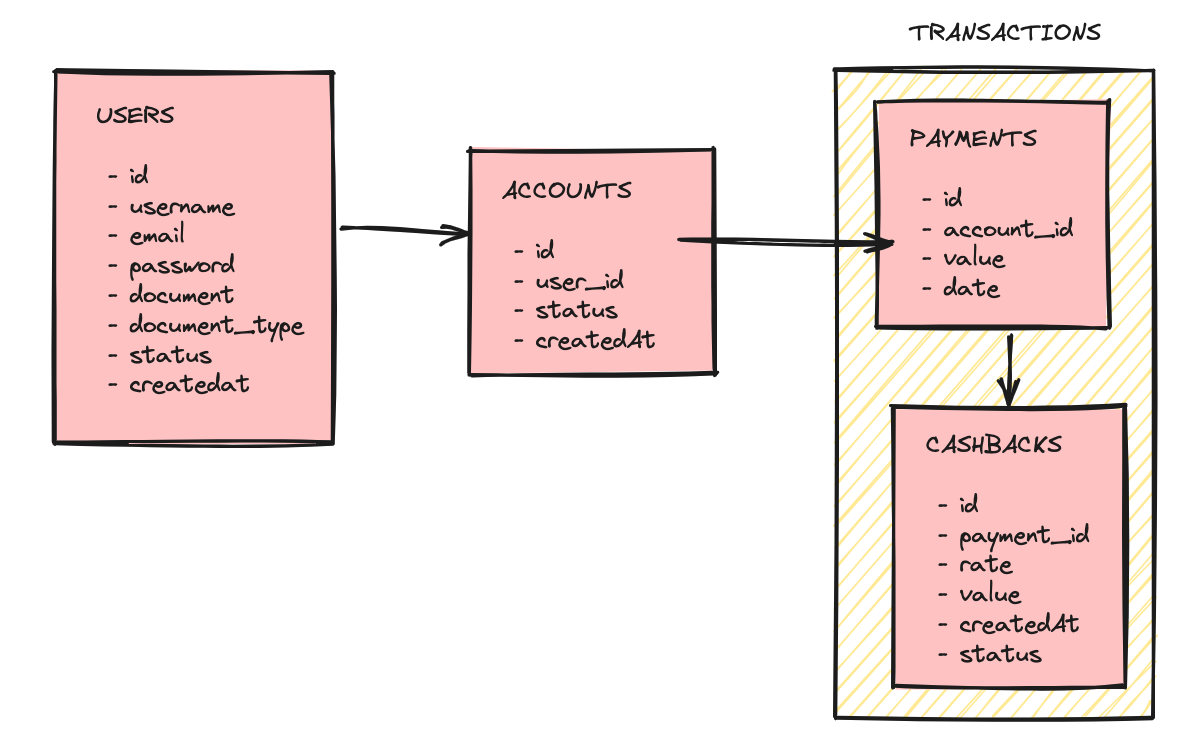 USERS
- id
- username
- email
- password
- document
- document_type
- status
- createdat
ACCOUNTS
- id
- user_id
- status
- createdAt
TRANSACTIONS
PAYMENTS
- id
- account_id
- value
- date
CASHBACKS
- id
- payment_id
- rate
- value
- createdAt
- status